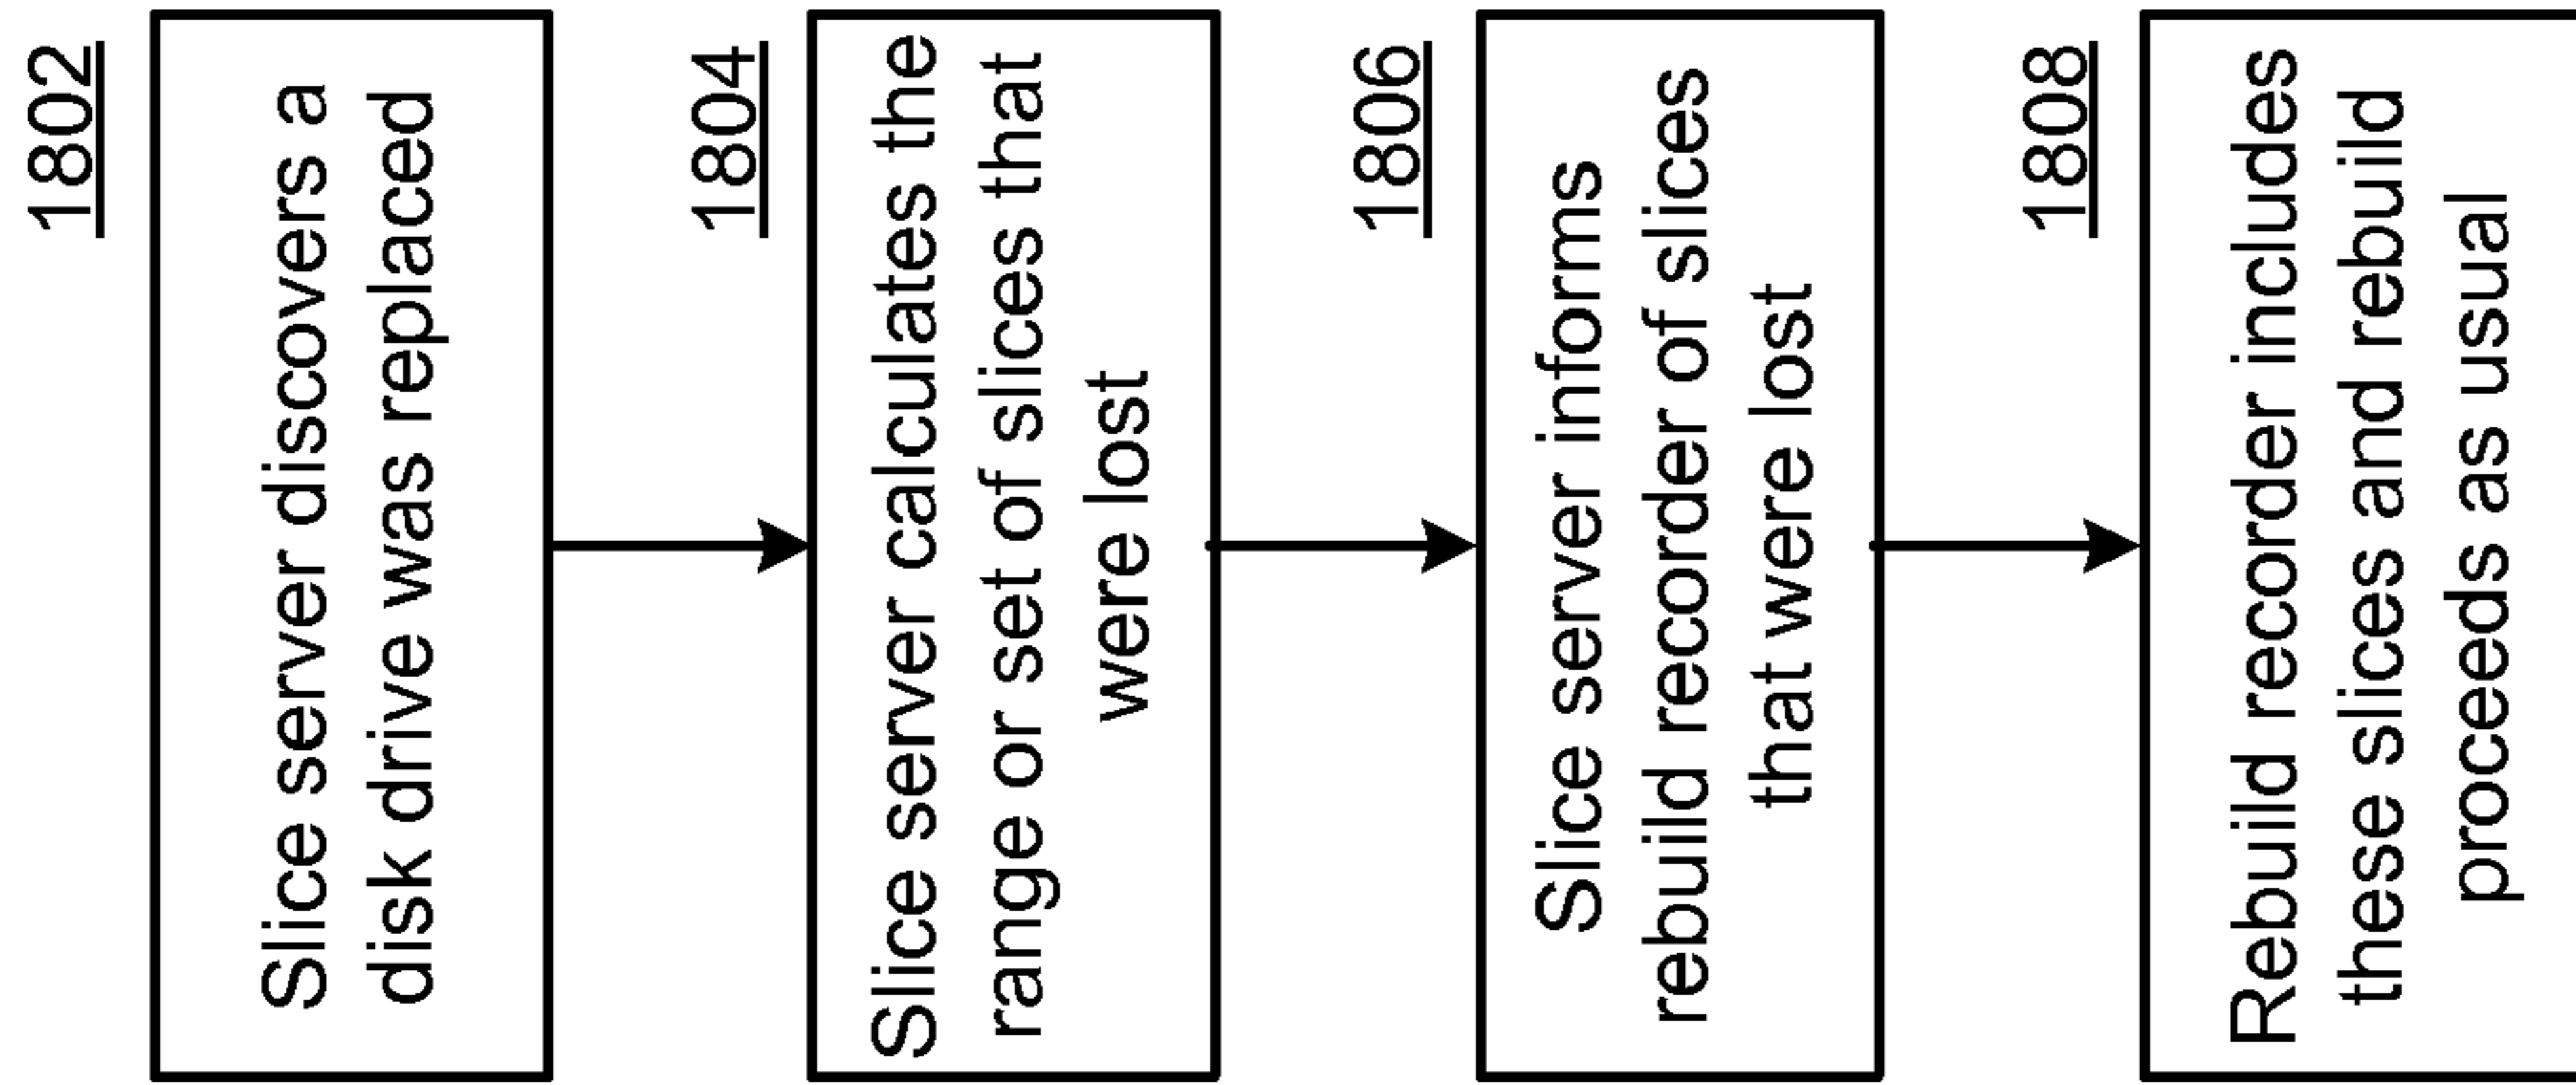 1802
Slice server discovers a
disk drive was replaced
1804
Slice server calculates the
range or set of slices that
were lost
1806
Slice server informs
rebuild recorder of slices
that were lost
1808
Rebuild recorder includes
these slices and rebuild
proceeds as usual